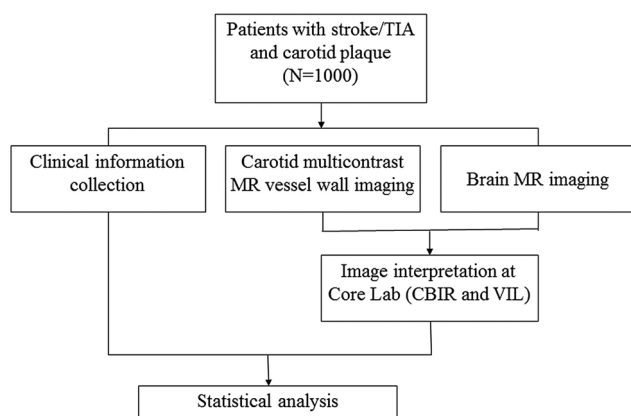 Patients with stroke/TIA
and carotid plaque
(N=1000)
Clinical information
collection
Carotid multicontrast
MR vessel wall imaging
Brain MR imaging
Image interpretation at
Core Lab (CBIR and VIL)
Statistical analysis